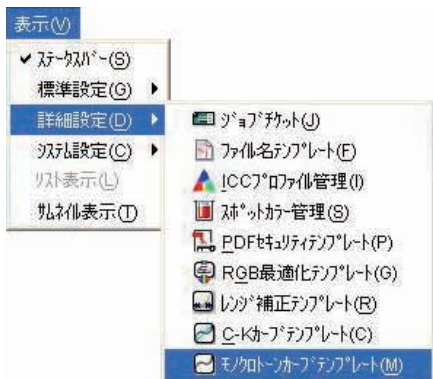 表示(V)
ステータスバー(S)
標準設定(G)
詳細設定(D)
システム設定(C)
リスト表示(L)
サムネイル表示(T)
ジョブチケット(J)
ファイル名テンプレート(F)
ICCプロファイル管理(I)
スポットカラー管理(S)
PDFセキュリティテンプレート(P)
RGB最適化テンプレート(G)
レンジ補正テンプレート(R)
C-Kカーブテンプレート(C)
モノクロトーンカーブテンプレート(M)